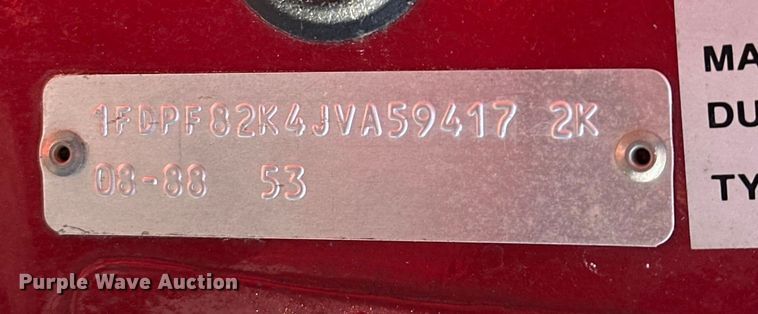 1FDPF82K4JVA59417 2K
08-88 53
MA
DU
TY
Purple Wave Auction